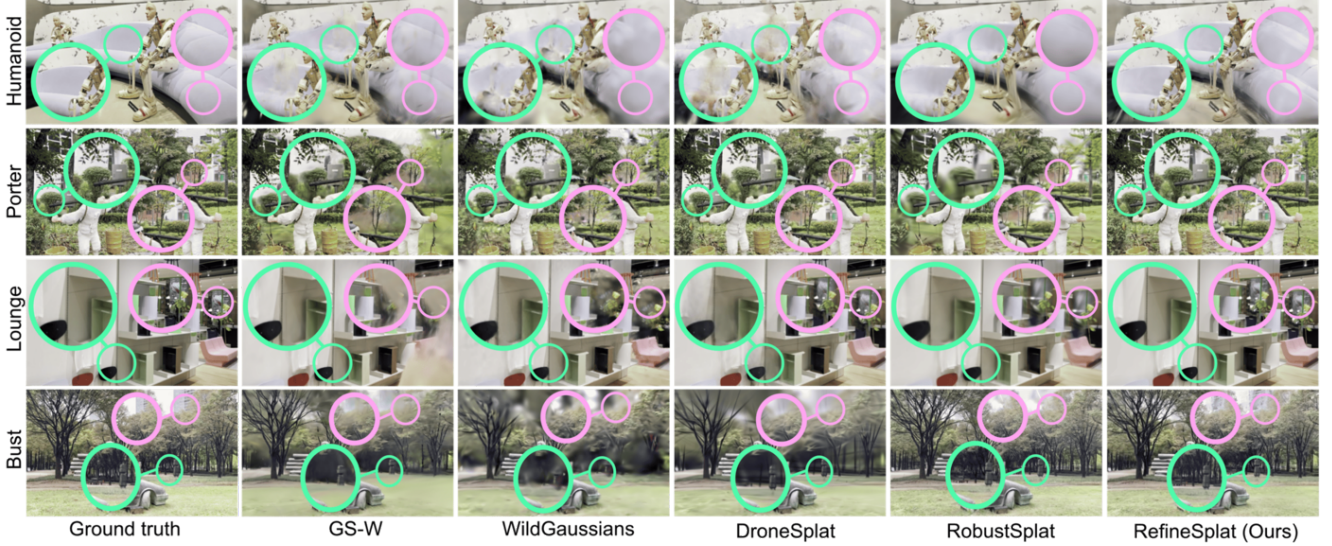 Humanoid
Porter
Lounge
Bust
Ground truth GS-W WildGaussians DroneSplat RobustSplat RefineSplat (Ours)